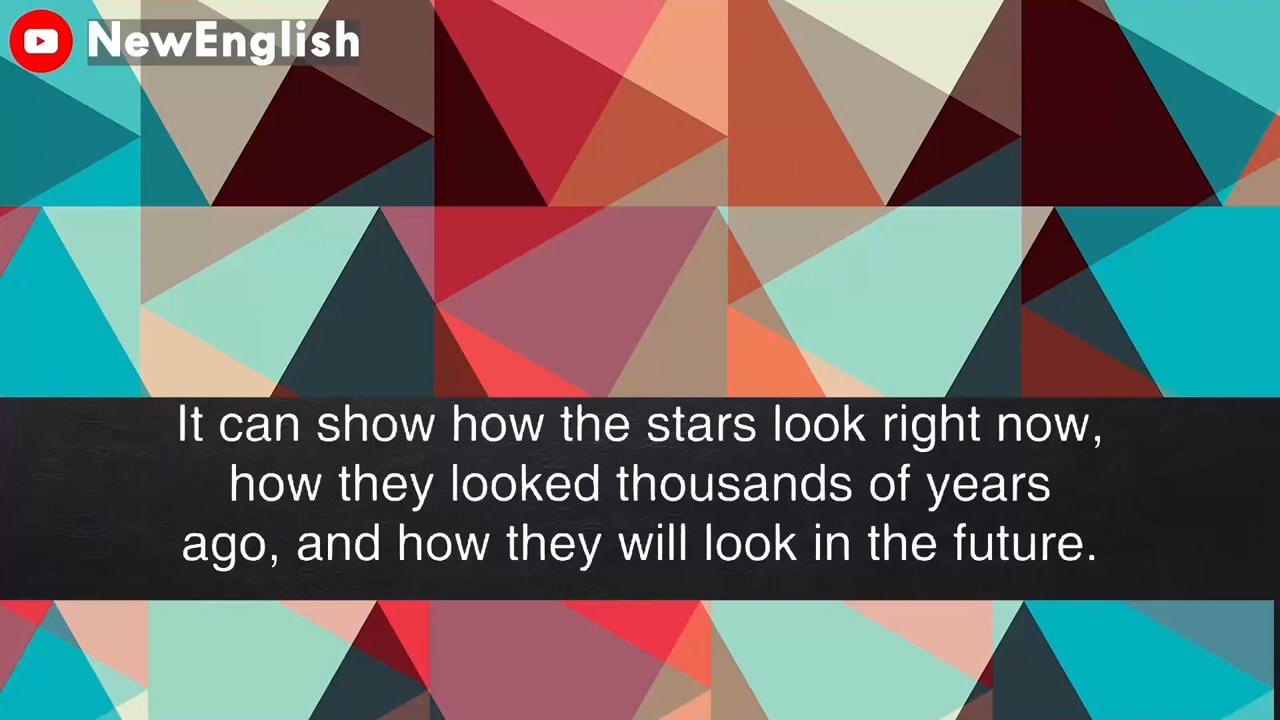 NewEnglish
It can show how the stars look right now,
how they looked thousands of years
ago, and how they will look in the future.